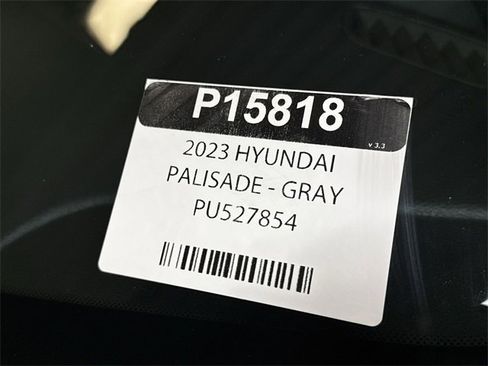 P15818
v 3.3
2023 HYUNDAI
PALISADE - GRAY
PU527854